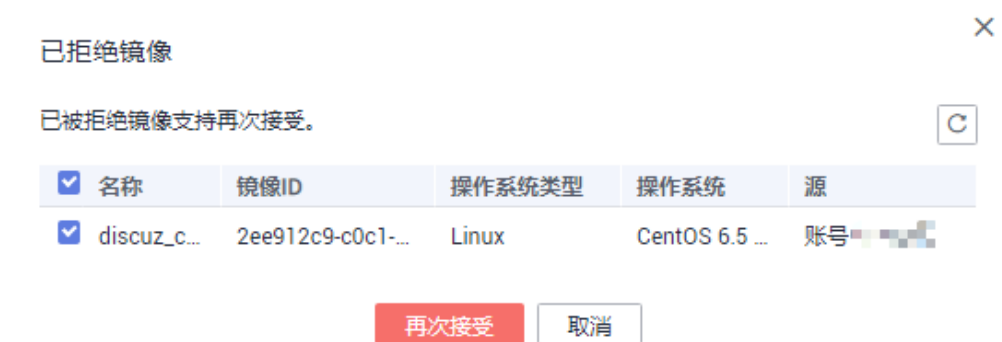 已拒绝镜像
已被拒绝镜像支持再次接受。
名称 镜像ID 操作系统类型 操作系统 源
discuz_c... 2ee912c9-c0c1-... Linux CentOS 6.5 ... 账号
再次接受 取消